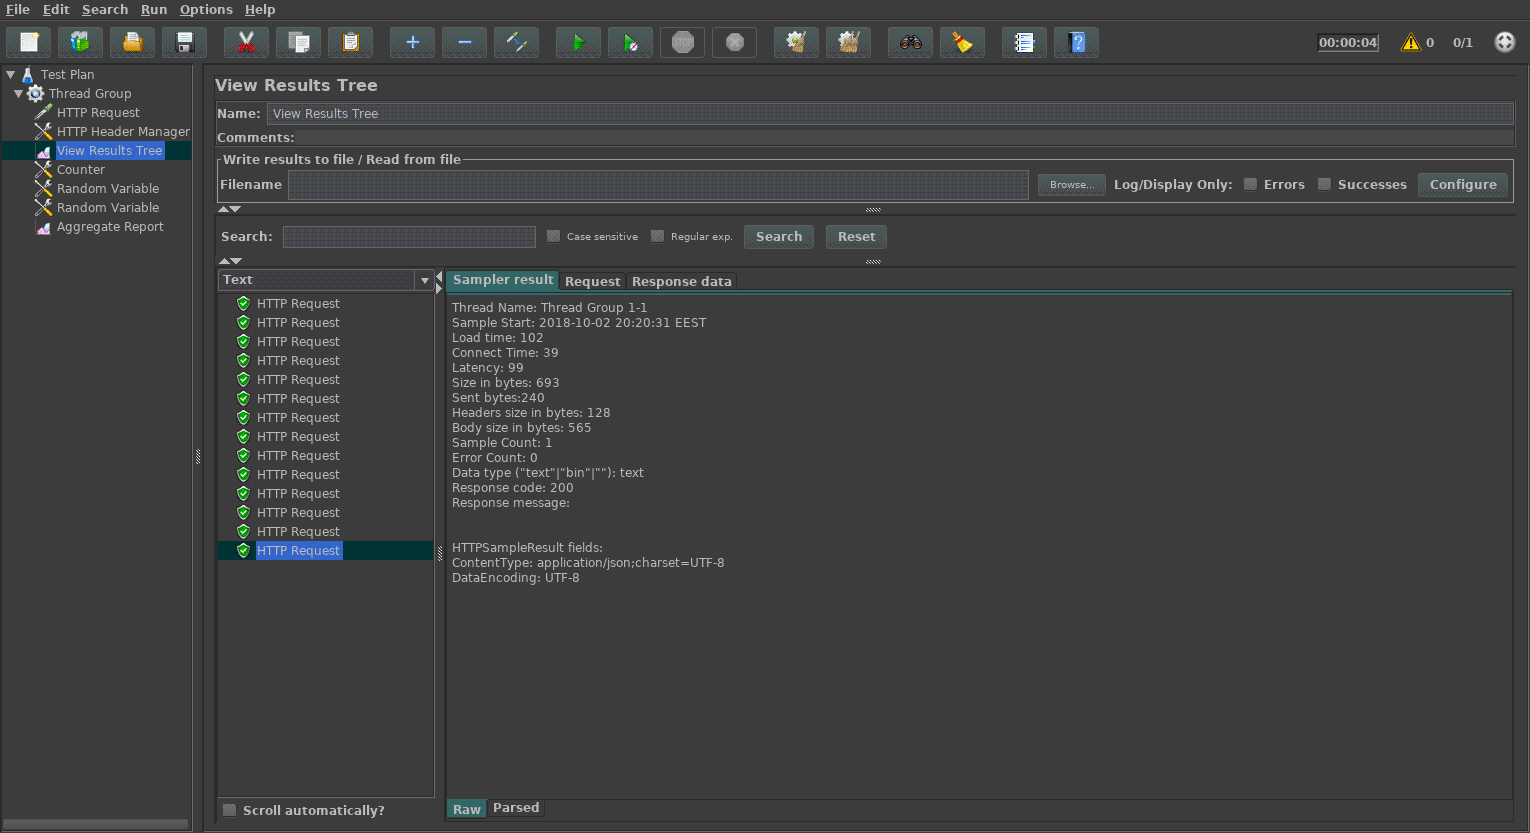 File Edit Search Run Options Help
00:00:04 0 0/1
Test Plan
Thread Group
HTTP Request
HTTP Header Manager
View Results Tree
Counter
Random Variable
Random Variable
Aggregate Report
View Results Tree
Name: View Results Tree
Comments:
Write results to file / Read from file
Filename Browse... Log/Display Only: Errors Successes Configure
Search: Case sensitive Regular exp. Search Reset
Text
HTTP Request
HTTP Request
HTTP Request
HTTP Request
HTTP Request
HTTP Request
HTTP Request
HTTP Request
HTTP Request
HTTP Request
HTTP Request
HTTP Request
HTTP Request
HTTP Request
Scroll automatically?
Sampler result Request Response data
Thread Name: Thread Group 1-1
Sample Start: 2018-10-02 20:20:31 EEST
Load time: 102
Connect Time: 39
Latency: 99
Size in bytes: 693
Sent bytes:240
Headers size in bytes: 128
Body size in bytes: 565
Sample Count: 1
Error Count: 0
Data type ("text"|"bin"|""): text
Response code: 200
Response message:
HTTPSampleResult fields:
ContentType: application/json;charset=UTF-8
DataEncoding: UTF-8
Raw Parsed